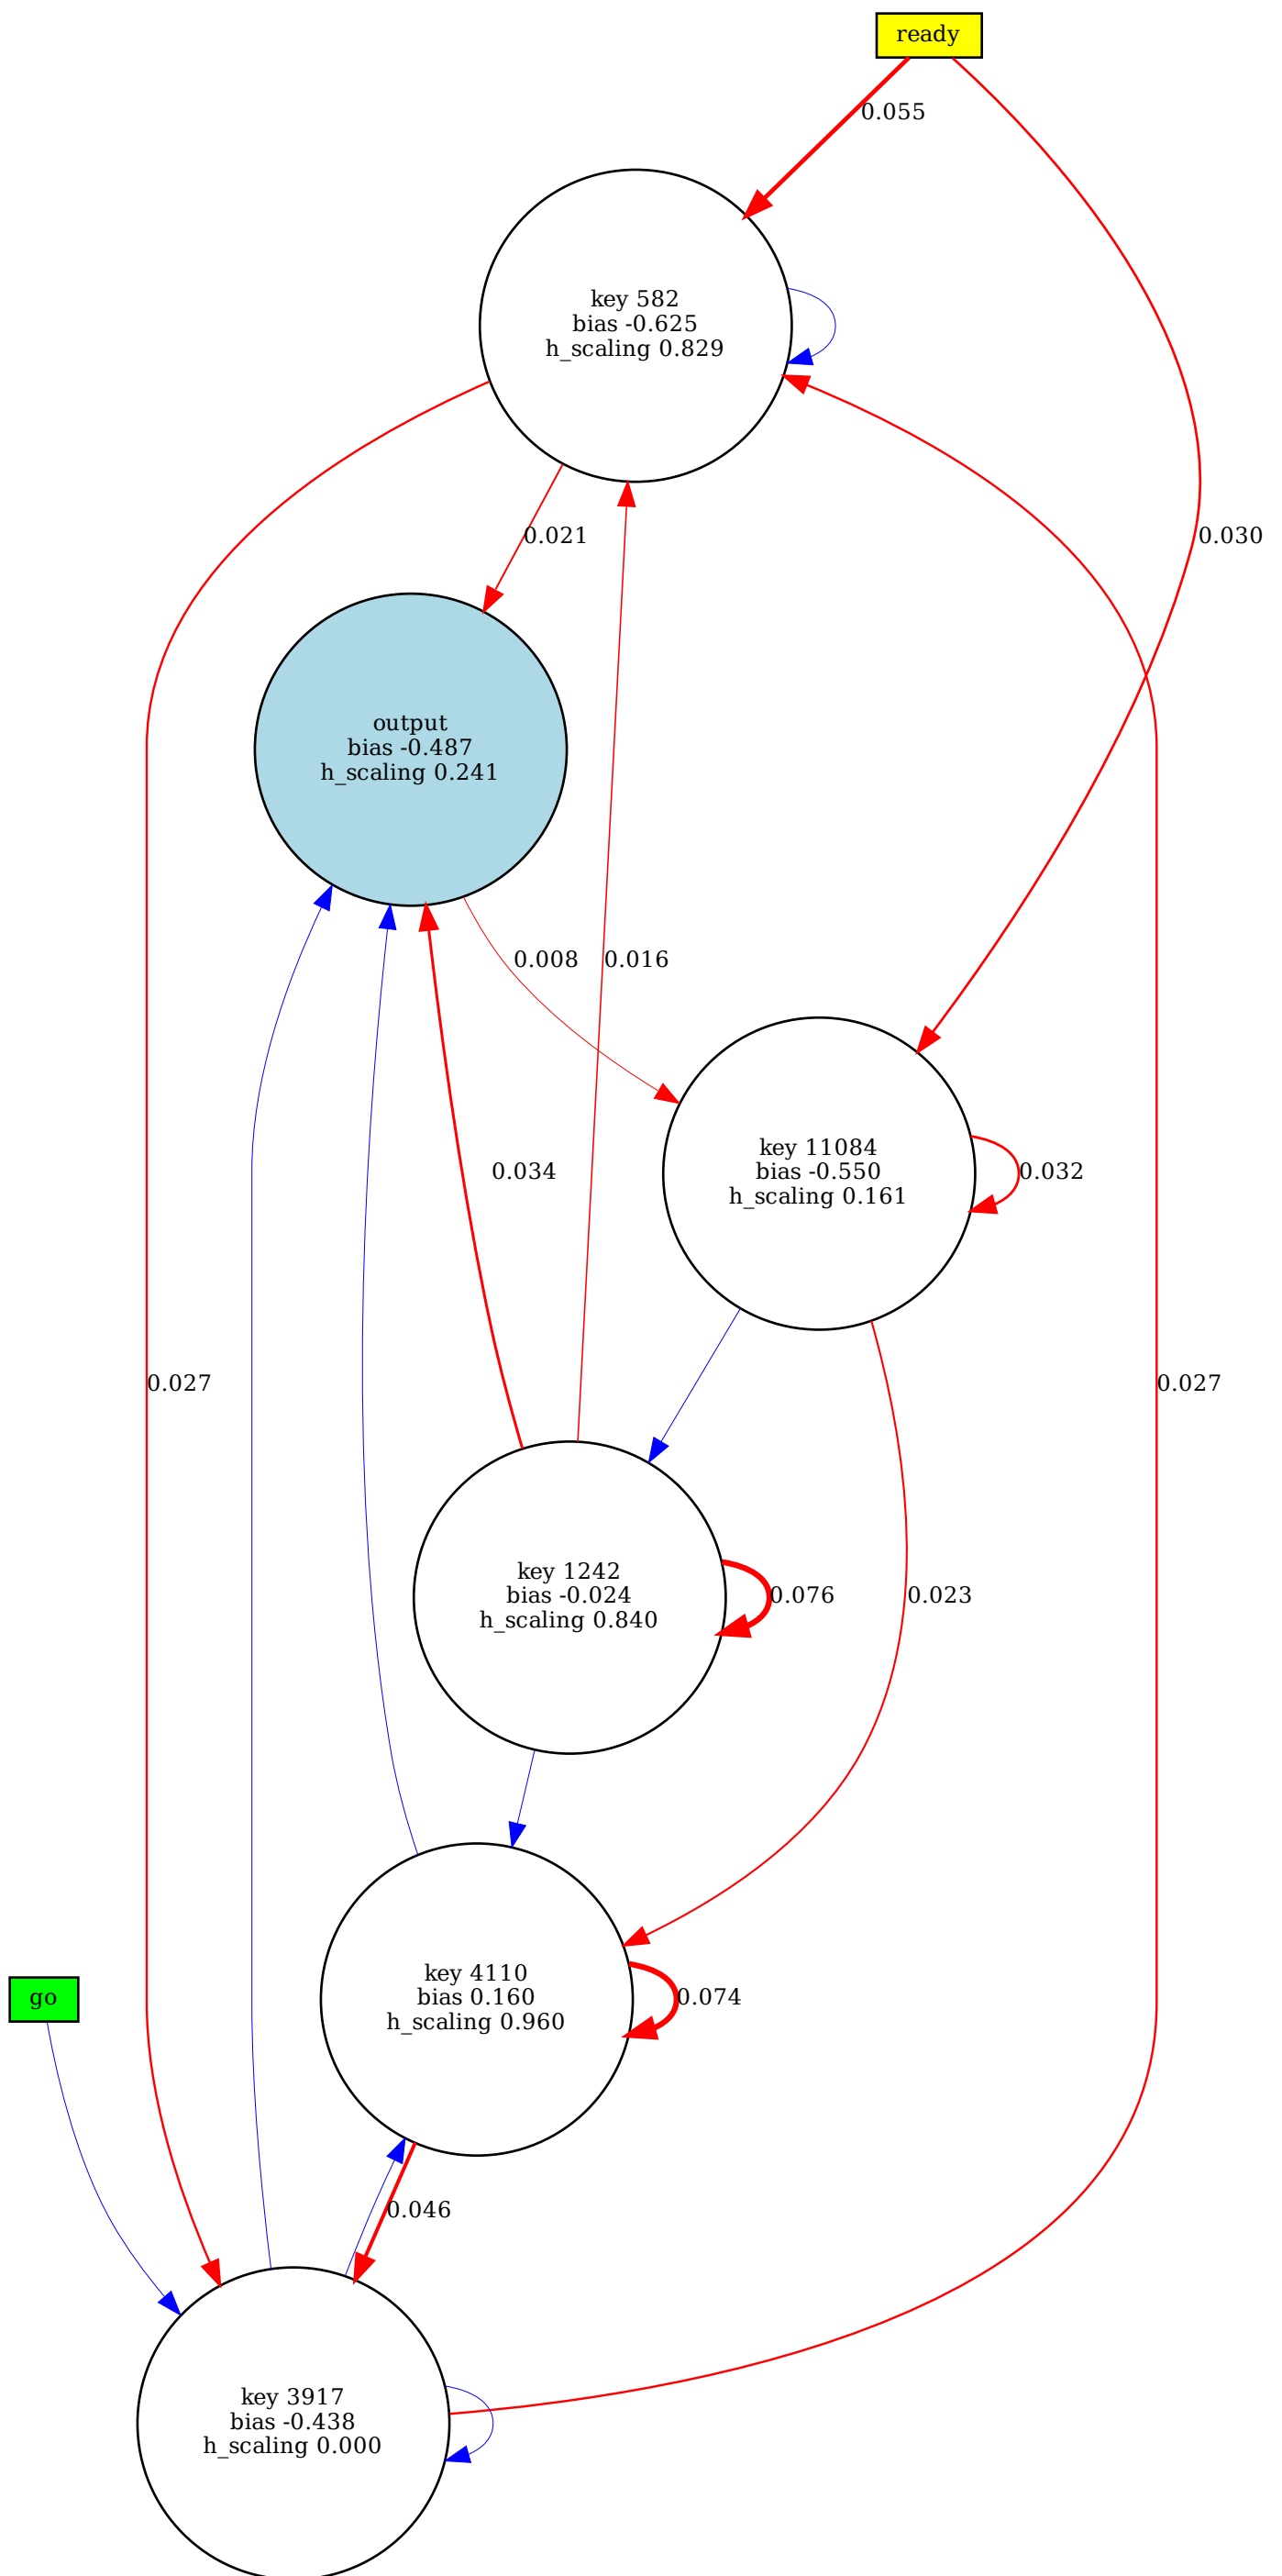 ready
0.055
key 582
bias -0.625
h_scaling 0.829
0.021
0.030
output
bias -0.487
h_scaling 0.241
0.008
0.016
key 11084
bias -0.550
h_scaling 0.161
0.034
0.032
0.027
0.027
key 1242
bias -0.024
h_scaling 0.840
0.076
0.023
key 4110
bias 0.160
h_scaling 0.960
go
0.074
0.046
key 3917
bias -0.438
h_scaling 0.000